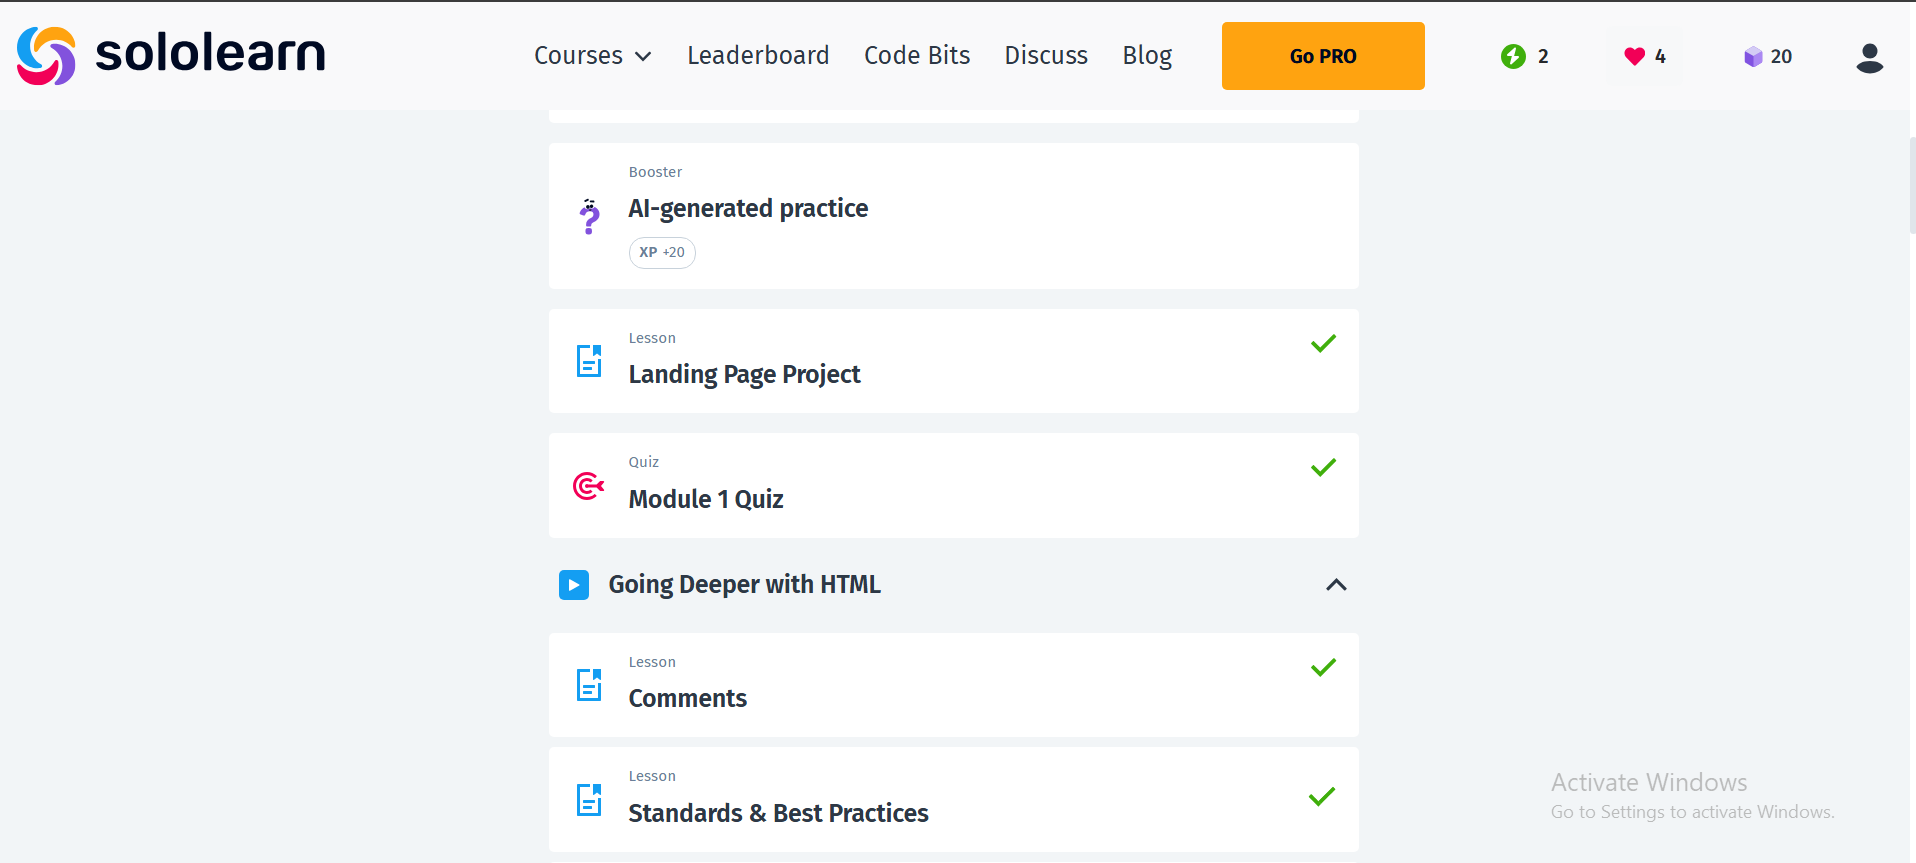 sololearn
Courses
Leaderboard
Code Bits
Discuss
Blog
Go PRO
2
4
20
Booster
AI-generated practice
XP +20
Lesson
Landing Page Project
Quiz
Module 1 Quiz
Going Deeper with HTML
Lesson
Comments
Lesson
Standards & Best Practices
Activate Windows
Go to Settings to activate Windows.